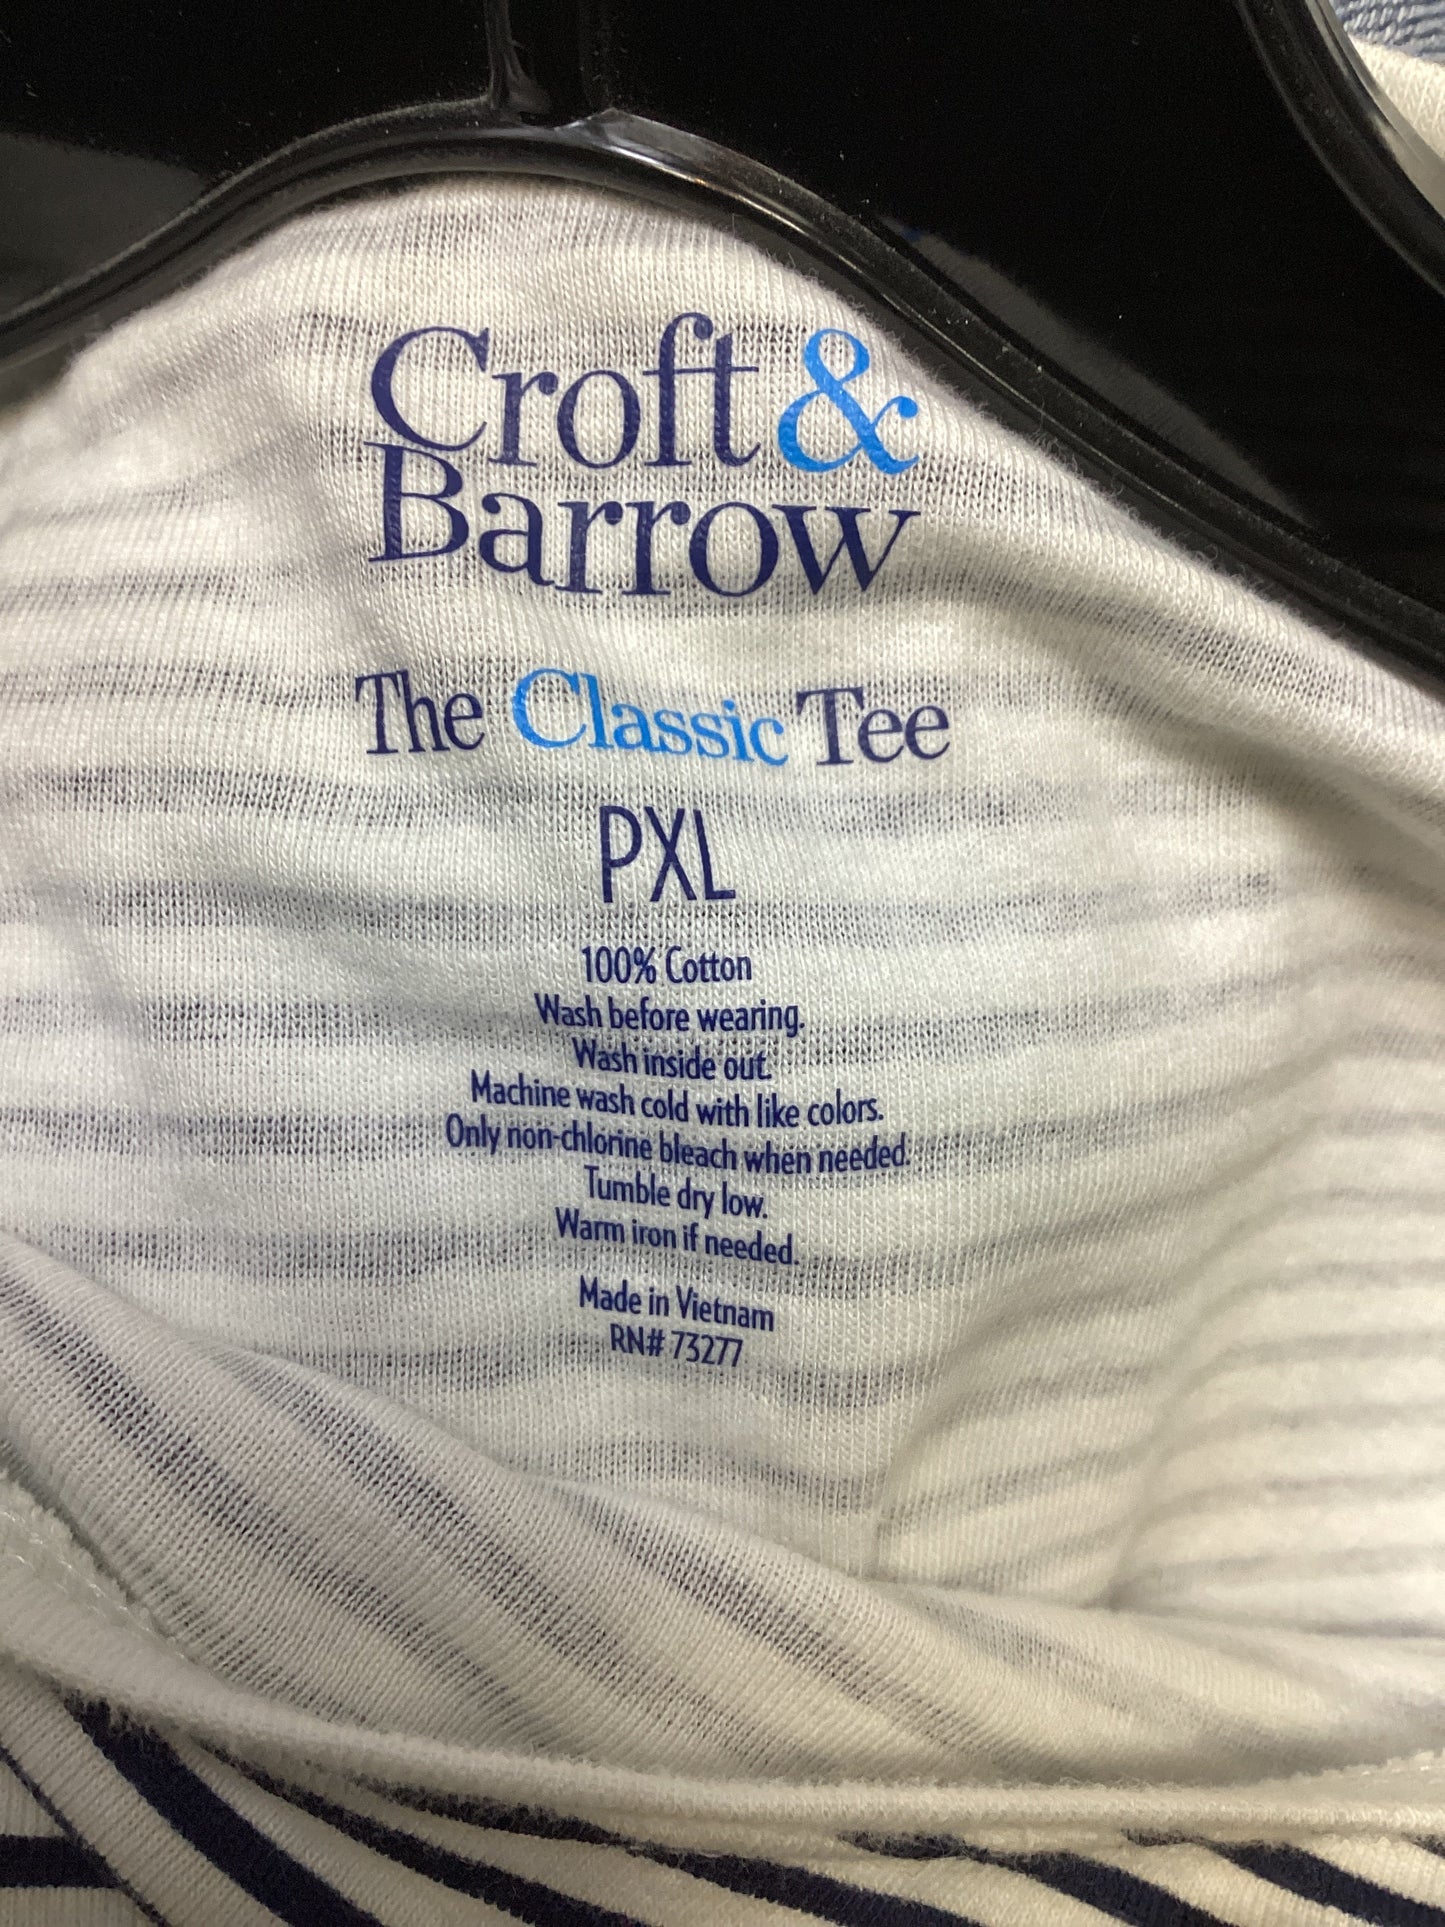 Croft &
Barrow
The Classic Tee
PXL
100% Cotton
Wash before wearing.
Wash inside out.
Machine wash cold with like colors.
Only non-chlorine bleach when needed.
Tumble dry low.
Warm iron if needed.
Made in Vietnam
RN# 73277